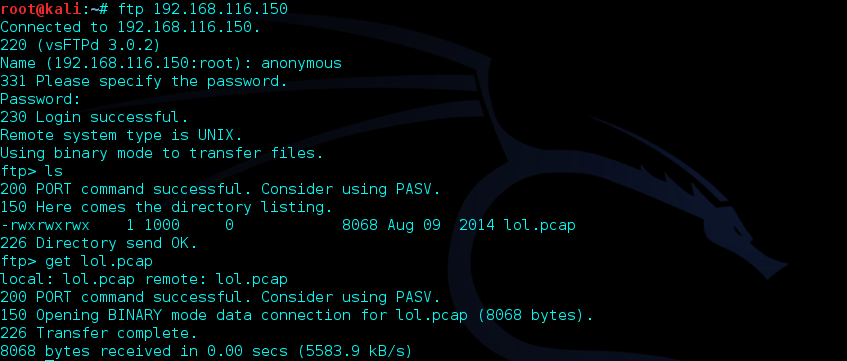 root@kali:~# ftp 192.168.116.150
Connected to 192.168.116.150.
220 (vsFTPd 3.0.2)
Name (192.168.116.150:root): anonymous
331 Please specify the password.
Password:
230 Login successful.
Remote system type is UNIX.
Using binary mode to transfer files.
ftp> ls
200 PORT command successful. Consider using PASV.
150 Here comes the directory listing.
-rwxrwxrwx    1 1000     0            8068 Aug 09  2014 lol.pcap
226 Directory send OK.
ftp> get lol.pcap
local: lol.pcap remote: lol.pcap
200 PORT command successful. Consider using PASV.
150 Opening BINARY mode data connection for lol.pcap (8068 bytes).
226 Transfer complete.
8068 bytes received in 0.00 secs (5583.9 kB/s)